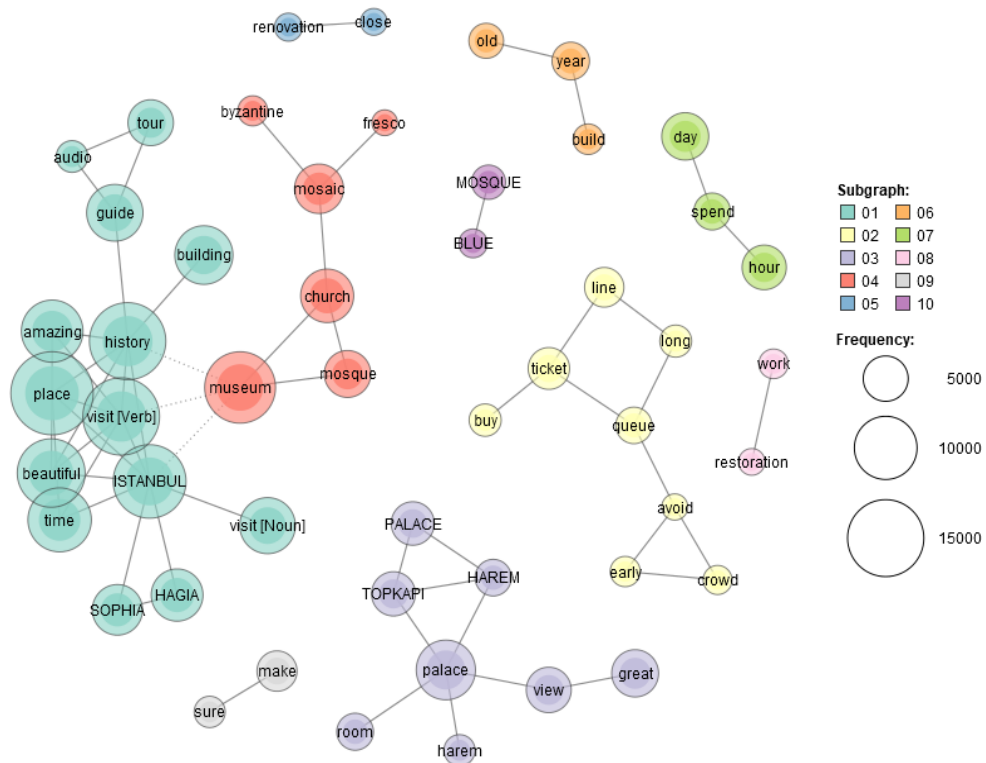 renovation
close
old
year
build
byzantine
fresco
mosaic
tour
audio
guide
building
day
spend
hour
MOSQUE
BLUE
church
museum
mosque
amazing
history
place
visit [Verb]
beautiful
ISTANBUL
time
visit [Noun]
SOPHIA
HAGIA
line
long
ticket
buy
queue
avoid
early
crowd
work
restoration
PALACE
HAREM
TOPKAPI
palace
view
great
room
harem
make
sure
Subgraph:
01 06
02 07
03 08
04 09
05 10
Frequency:
5000
10000
15000